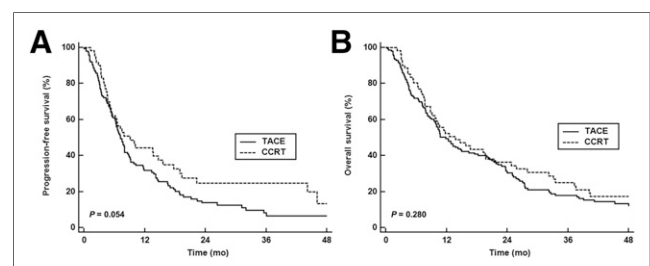 A
100
80
60
40
20
0
Progression-free survival (%)
TACE
CCRT
P = 0.054
0 12 24 36 48
Time (mo)
B
100
80
60
40
20
0
Overall survival (%)
TACE
CCRT
P = 0.280
0 12 24 36 48
Time (mo)